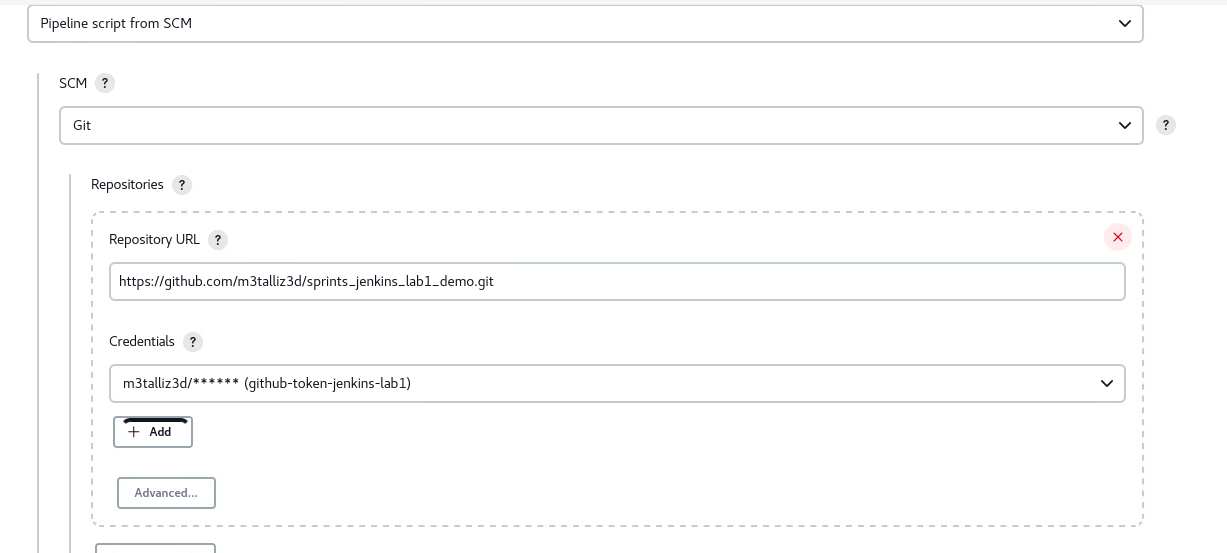 Pipeline script from SCM
SCM ?
Git
?
Repositories ?
Repository URL ?
https://github.com/m3talliz3d/sprints_jenkins_lab1_demo.git
Credentials ?
m3talliz3d/****** (github-token-jenkins-lab1)
+ Add
Advanced...